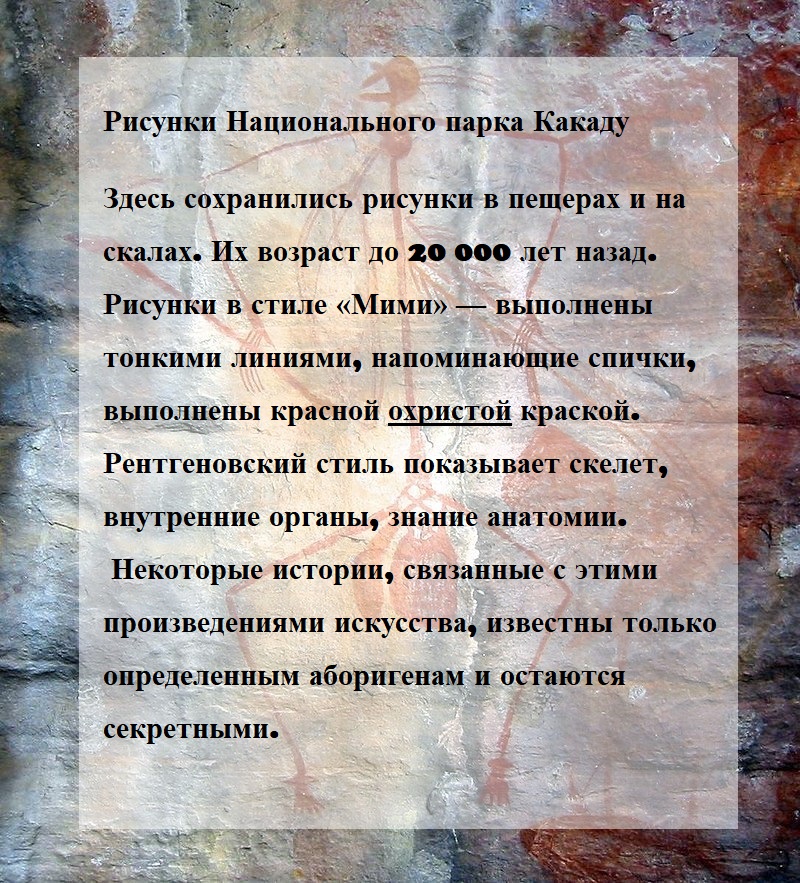 Рисунки Национального парка Какаду
Здесь сохранились рисунки в пещерах и на
скалах. Их возраст до 20 000 лет назад.
Рисунки в стиле «Мими» — выполнены
тонкими линиями, напоминающие спички,
выполнены красной охристой краской.
Рентгеновский стиль показывает скелет,
внутренние органы, знание анатомии.
Некоторые истории, связанные с этими
произведениями искусства, известны только
определенным аборигенам и остаются
секретными.